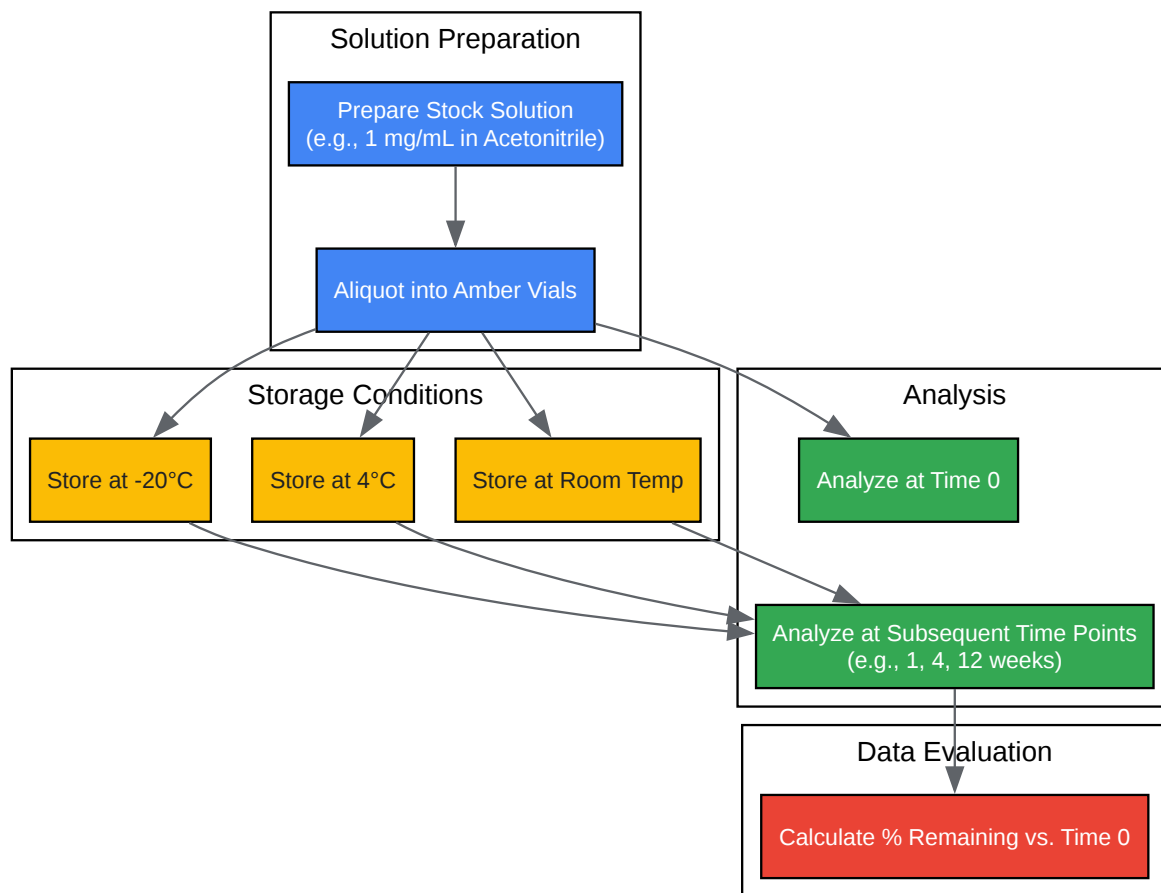 Solution Preparation
Prepare Stock Solution
(e.g., 1 mg/mL in Acetonitrile)
Aliquot into Amber Vials
Storage Conditions
Store at -20°C
Store at 4°C
Store at Room Temp
Analysis
Analyze at Time 0
Analyze at Subsequent Time Points
(e.g., 1, 4, 12 weeks)
Data Evaluation
Calculate % Remaining vs. Time 0